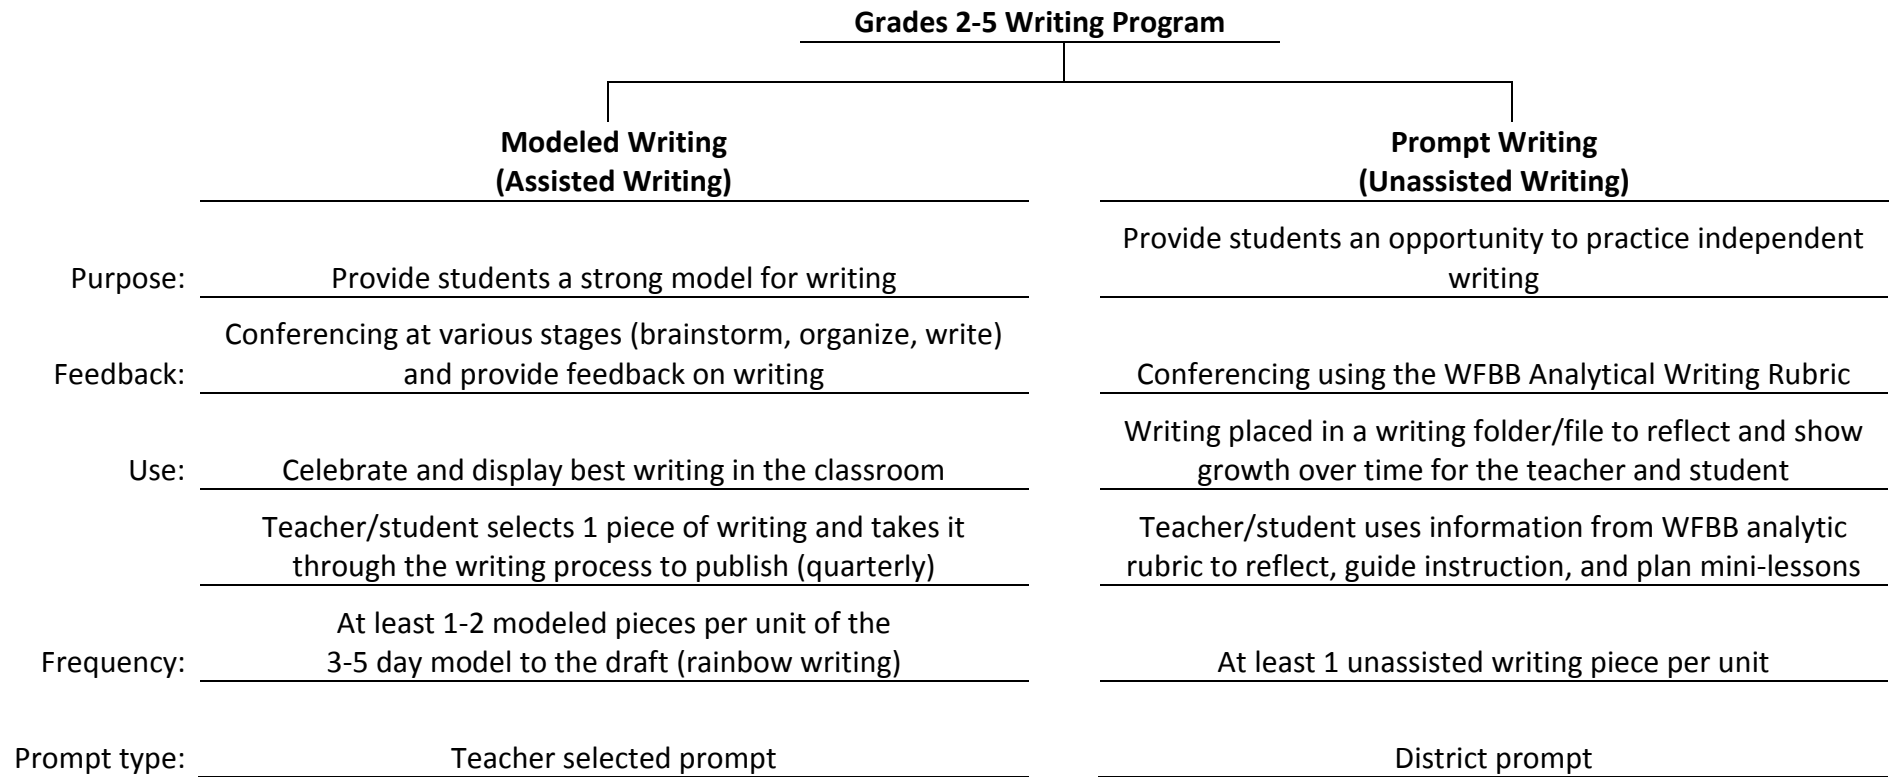 Grades 2-5 Writing Program
Modeled Writing
(Assisted Writing)
Prompt Writing
(Unassisted Writing)
Purpose:
Provide students a strong model for writing
Provide students an opportunity to practice independent
writing
Feedback:
Conferencing at various stages (brainstorm, organize, write)
and provide feedback on writing
Conferencing using the WFBB Analytical Writing Rubric
Use:
Celebrate and display best writing in the classroom
Writing placed in a writing folder/file to reflect and show
growth over time for the teacher and student
Teacher/student selects 1 piece of writing and takes it
through the writing process to publish (quarterly)
Teacher/student uses information from WFBB analytic
rubric to reflect, guide instruction, and plan mini-lessons
Frequency:
At least 1-2 modeled pieces per unit of the
3-5 day model to the draft (rainbow writing)
At least 1 unassisted writing piece per unit
Prompt type:
Teacher selected prompt
District prompt